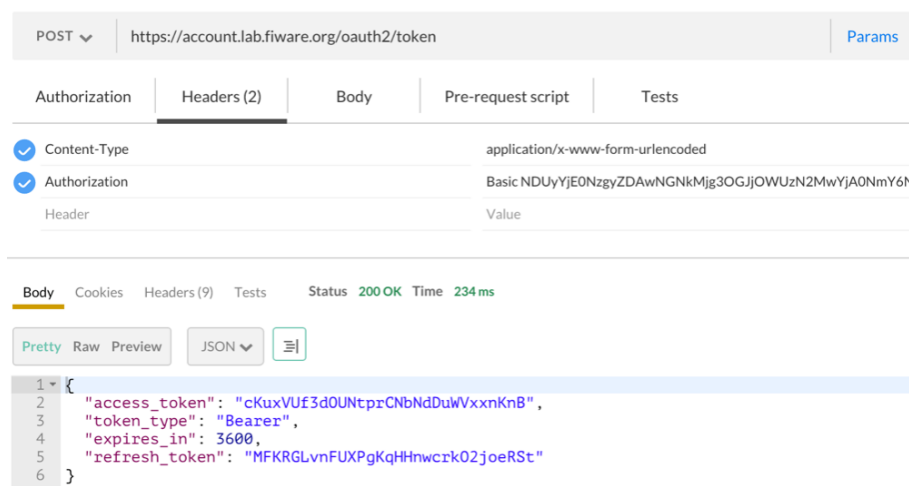 POST https://account.lab.fiware.org/oauth2/token Params
Authorization Headers (2) Body Pre-request script Tests
Content-Type application/x-www-form-urlencoded
Authorization Basic NDUyYjE0NzgyZDAwNGNkMjg3OGJjOWUzN2MwYjA0NmY6N
Header Value
Body Cookies Headers (9) Tests Status 200 OK Time 234 ms
Pretty Raw Preview JSON
1 {
2 "access_token": "cKuxVUf3dOUNtprCNbNdDuWVxxnKnB",
3 "token_type": "Bearer",
4 "expires_in": 3600,
5 "refresh_token": "MFKRGLvnFUXPgKqHHnwcrkO2joeRSt"
6 }